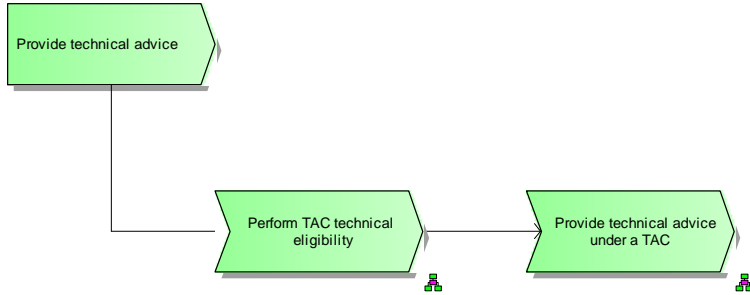 Provide technical advice
Perform TAC technical
eligibility
Provide technical advice
under a TAC